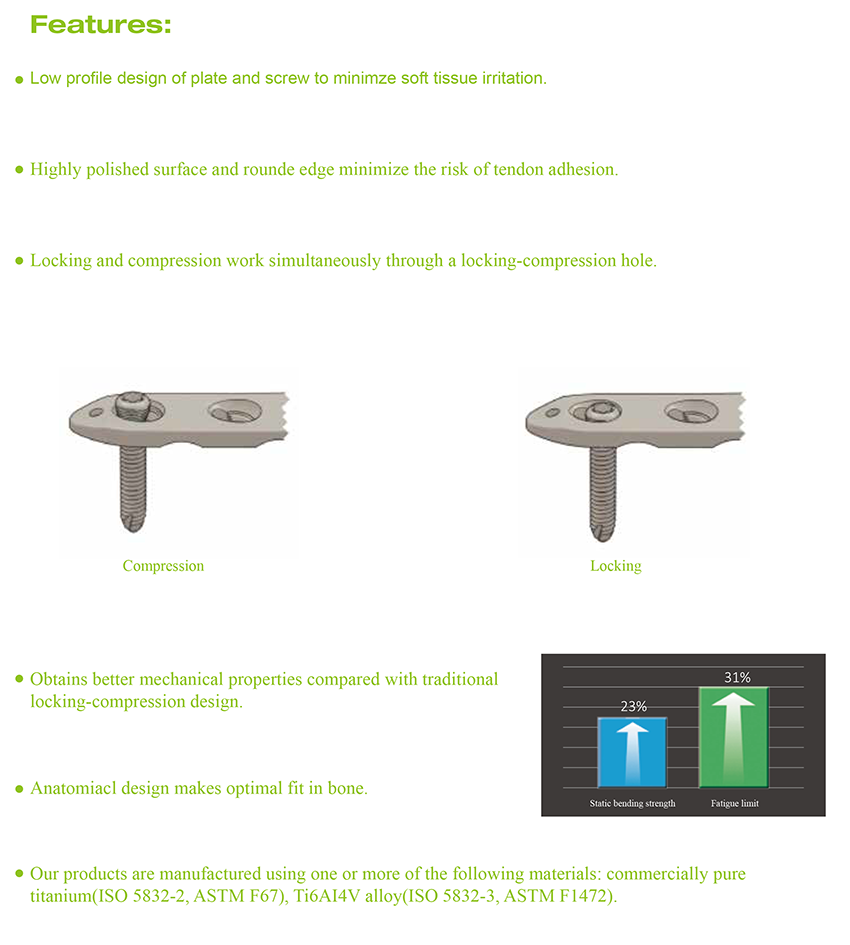 Features:
● Low profile design of plate and screw to minimze soft tissue irritation.
● Highly polished surface and rounde edge minimize the risk of tendon adhesion.
● Locking and compression work simultaneously through a locking-compression hole.
Compression
Locking
● Obtains better mechanical properties compared with traditional
locking-compression design.
31%
23%
Static bending strength
Fatigue limit
● Anatomiacl design makes optimal fit in bone.
● Our products are manufactured using one or more of the following materials: commercially pure
titanium(ISO 5832-2, ASTM F67), Ti6AI4V alloy(ISO 5832-3, ASTM F1472).